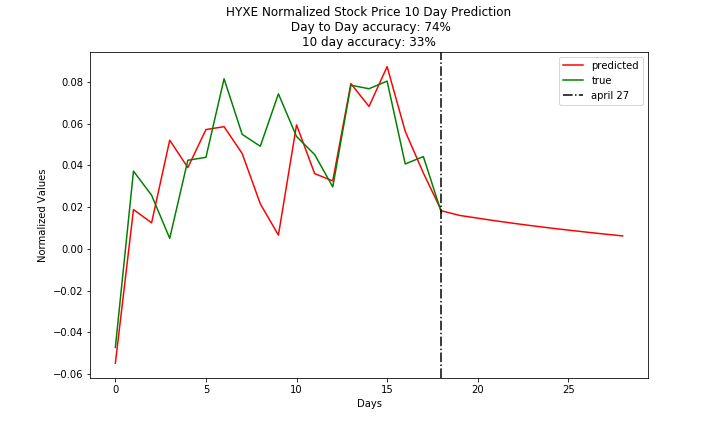 HYXE Normalized Stock Price 10 Day Prediction
Day to Day accuracy: 74%
10 day accuracy: 33%
predicted
true
april 27
Normalized Values
0.08
0.06
0.04
0.02
0.00
−0.02
−0.04
−0.06
0 5 10 15 20 25
Days